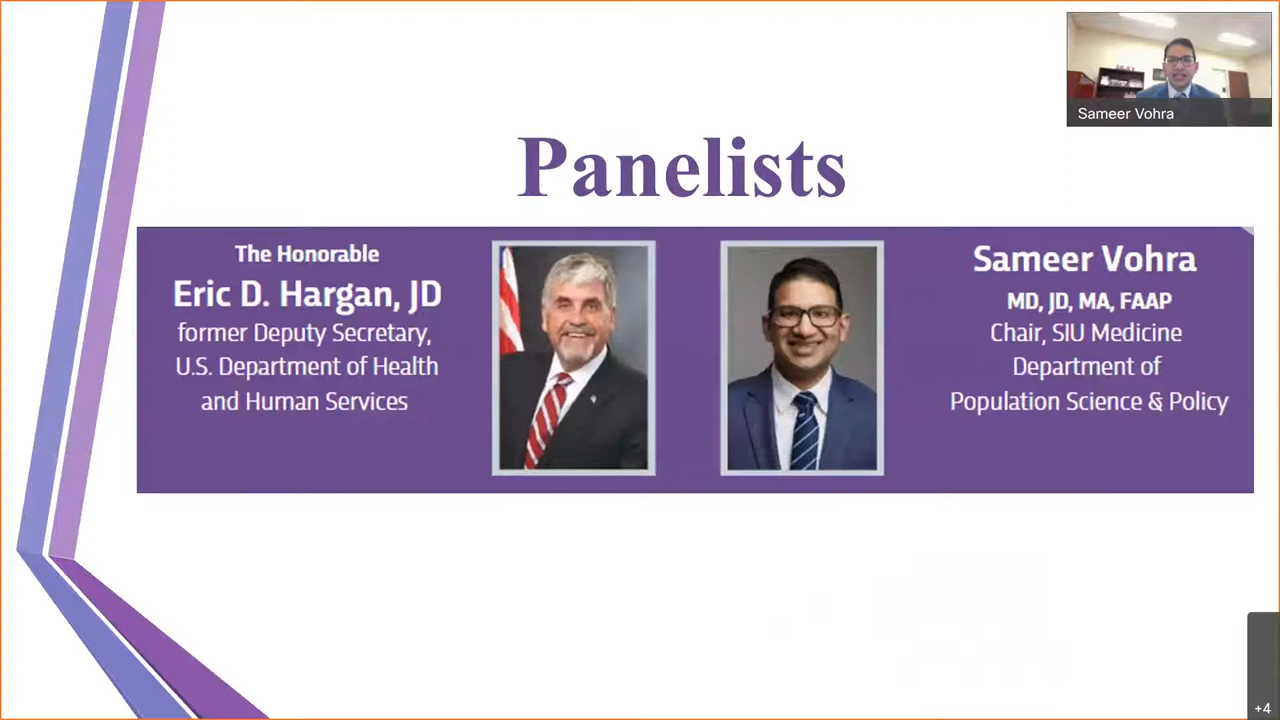 Sameer Vohra
Panelists
The Honorable
Eric D. Hargan, JD
former Deputy Secretary,
U.S. Department of Health
and Human Services
Sameer Vohra
MD, JD, MA, FAAP
Chair, SIU Medicine
Department of
Population Science & Policy
+4